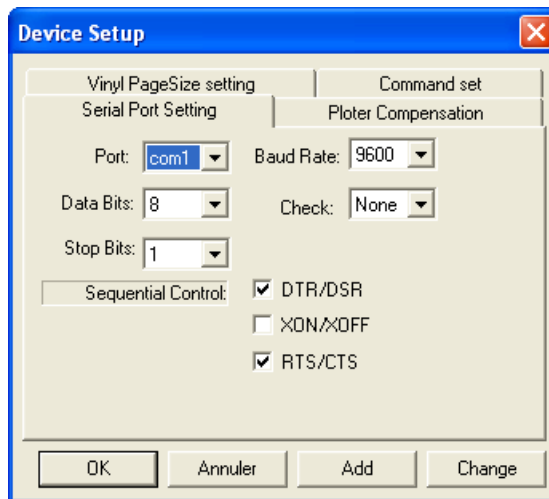 Device Setup
Vinyl PageSize setting Command set
Serial Port Setting Ploter Compensation
Port: com1 Baud Rate: 9600
Data Bits: 8 Check: None
Stop Bits: 1
Sequential Control: DTR/DSR
XON/XOFF
RTS/CTS
OK Annuler Add Change